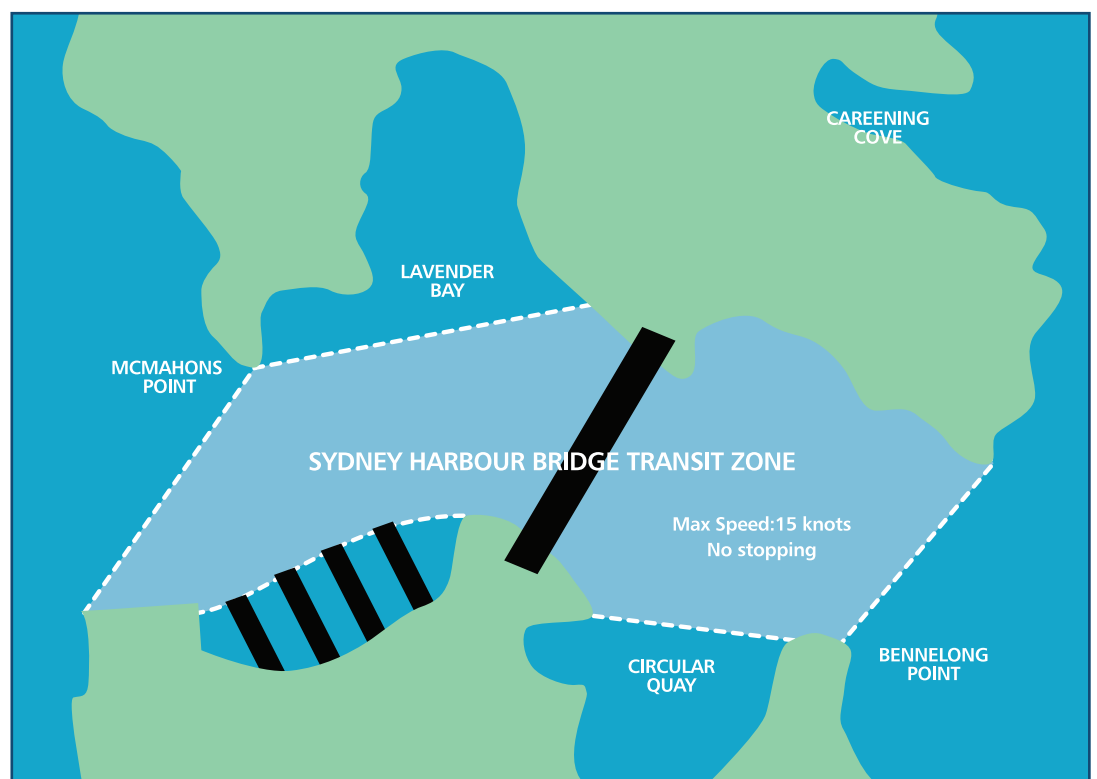 CAREENING
COVE
LAVENDER
BAY
MCMAHONS
POINT
SYDNEY HARBOUR BRIDGE TRANSIT ZONE
Max Speed:15 knots
No stopping
CIRCULAR
QUAY
BENNELONG
POINT